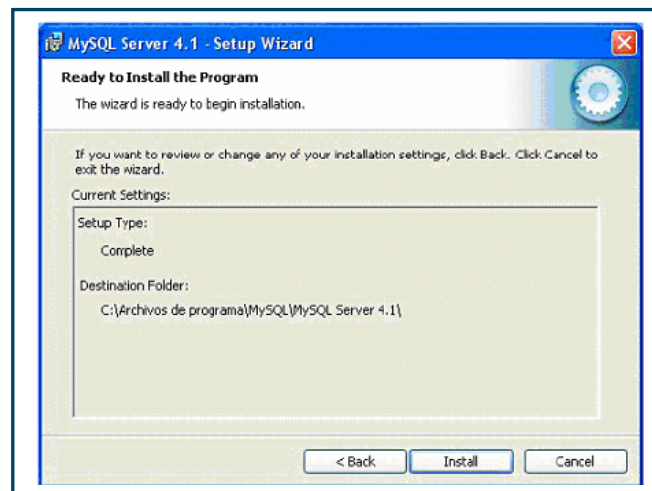 MySQL Server 4.1 - Setup Wizard
Ready to Install the Program
The wizard is ready to begin installation.
If you want to review or change any of your installation settings, click Back. Click Cancel to
exit the wizard.
Current Settings:
Setup Type:
Complete
Destination Folder:
C:\Archivos de programa\MySQL\MySQL Server 4.1\
< Back
Install
Cancel